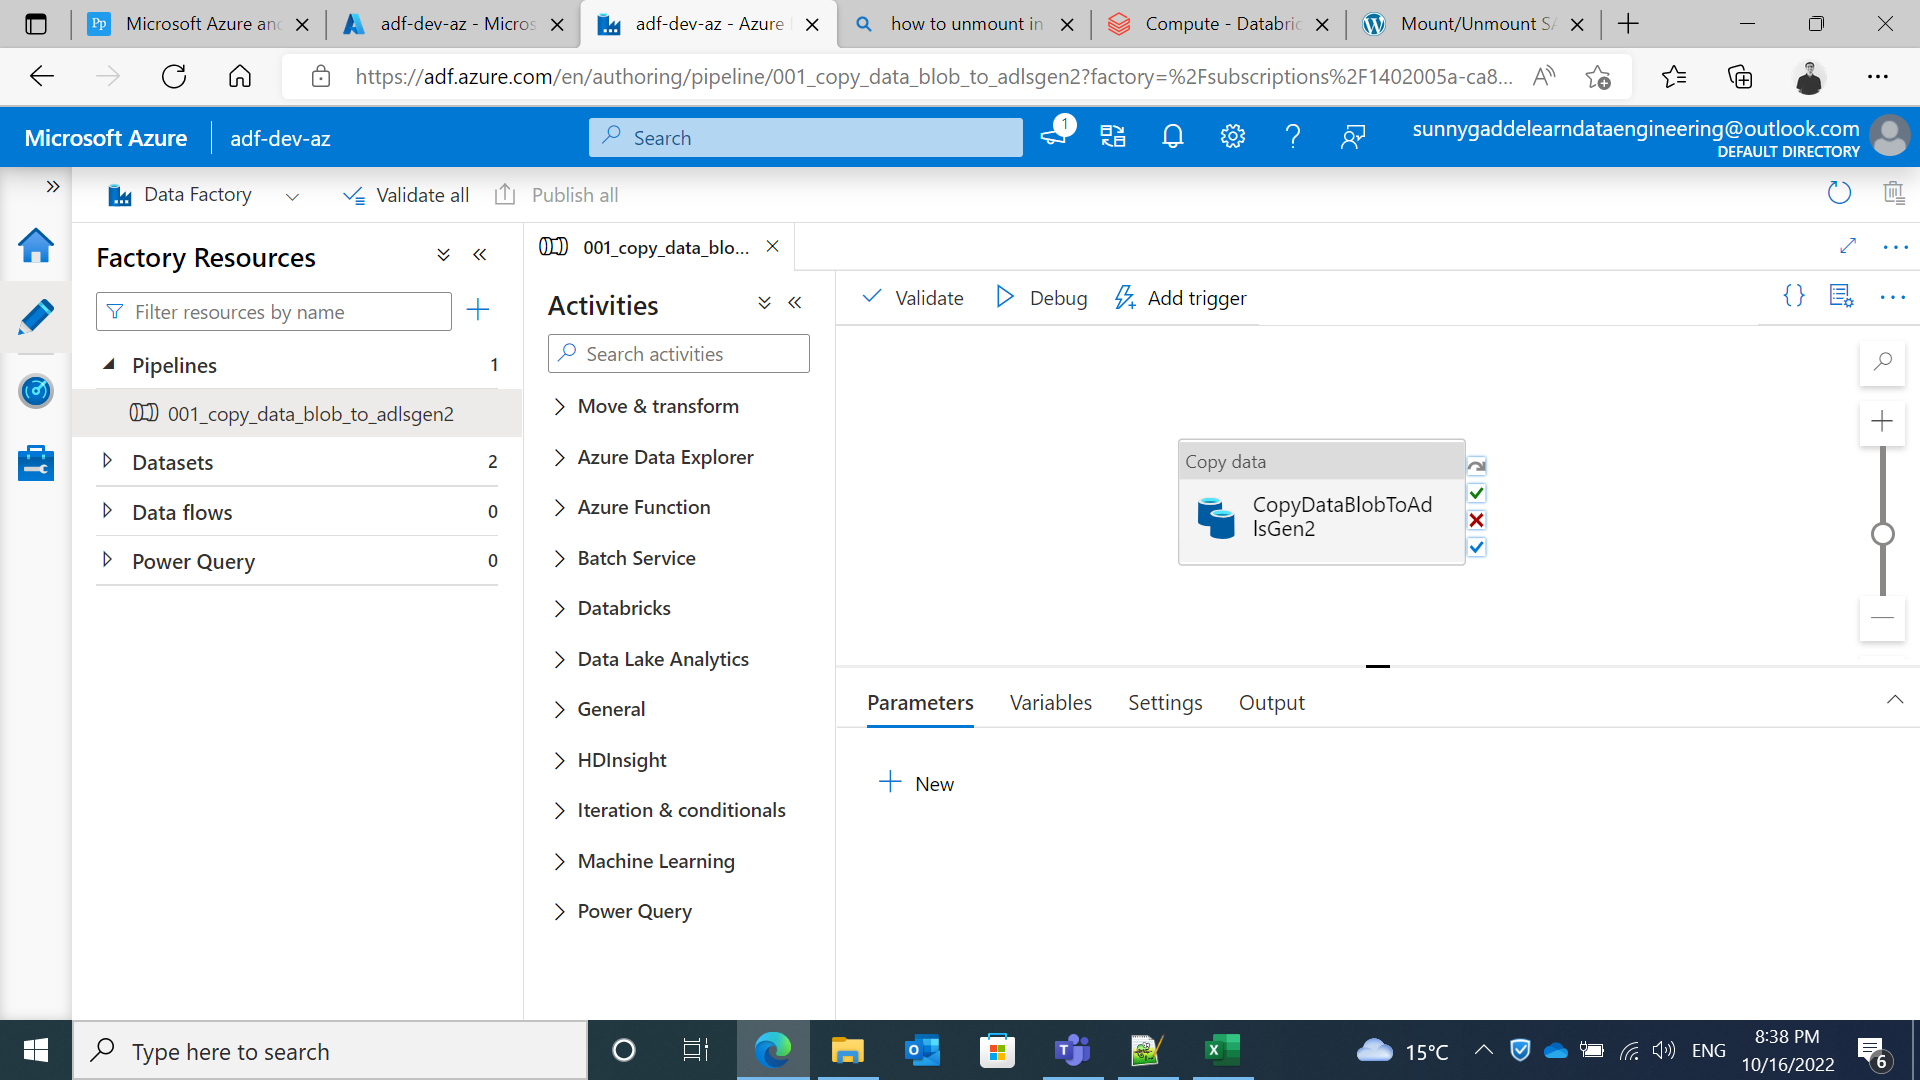 Microsoft Azure an
adf-dev-az - Micros
adf-dev-az - Azure
how to unmount in
Compute - Databric
Mount/Unmount SA
https://adf.azure.com/en/authoring/pipeline/001_copy_data_blob_to_adlsgen2?factory=%2Fsubscriptions%2F1402005a-ca8...
Microsoft Azure
adf-dev-az
Search
1
sunnygaddelearndataengineering@outlook.com
DEFAULT DIRECTORY
Data Factory
Validate all
Publish all
Factory Resources
Filter resources by name
Pipelines 1
001_copy_data_blob_to_adlsgen2
Datasets 2
Data flows 0
Power Query 0
001_copy_data_blo...
Activities
Search activities
Move & transform
Azure Data Explorer
Azure Function
Batch Service
Databricks
Data Lake Analytics
General
HDInsight
Iteration & conditionals
Machine Learning
Power Query
Validate
Debug
Add trigger
{}
Copy data
CopyDataBlobToAd
lsGen2
Parameters
Variables
Settings
Output
New
Type here to search
15°C
ENG
8:38 PM
10/16/2022
6